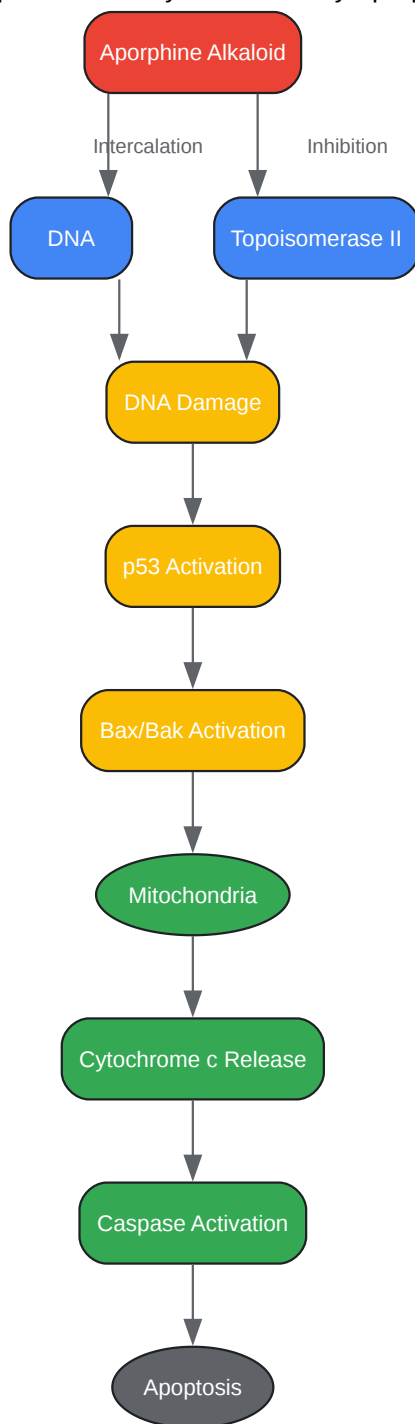 Aporphine Alkaloid
Intercalation
Inhibition
DNA
Topoisomerase II
DNA Damage
p53 Activation
Bax/Bak Activation
Mitochondria
Cytochrome c Release
Caspase Activation
Apoptosis